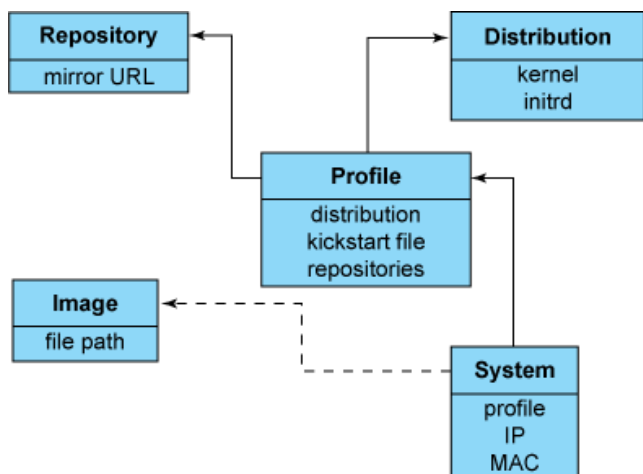 Repository
mirror URL
Distribution
kernel
initrd
Profile
distribution
kickstart file
repositories
Image
file path
System
profile
IP
MAC